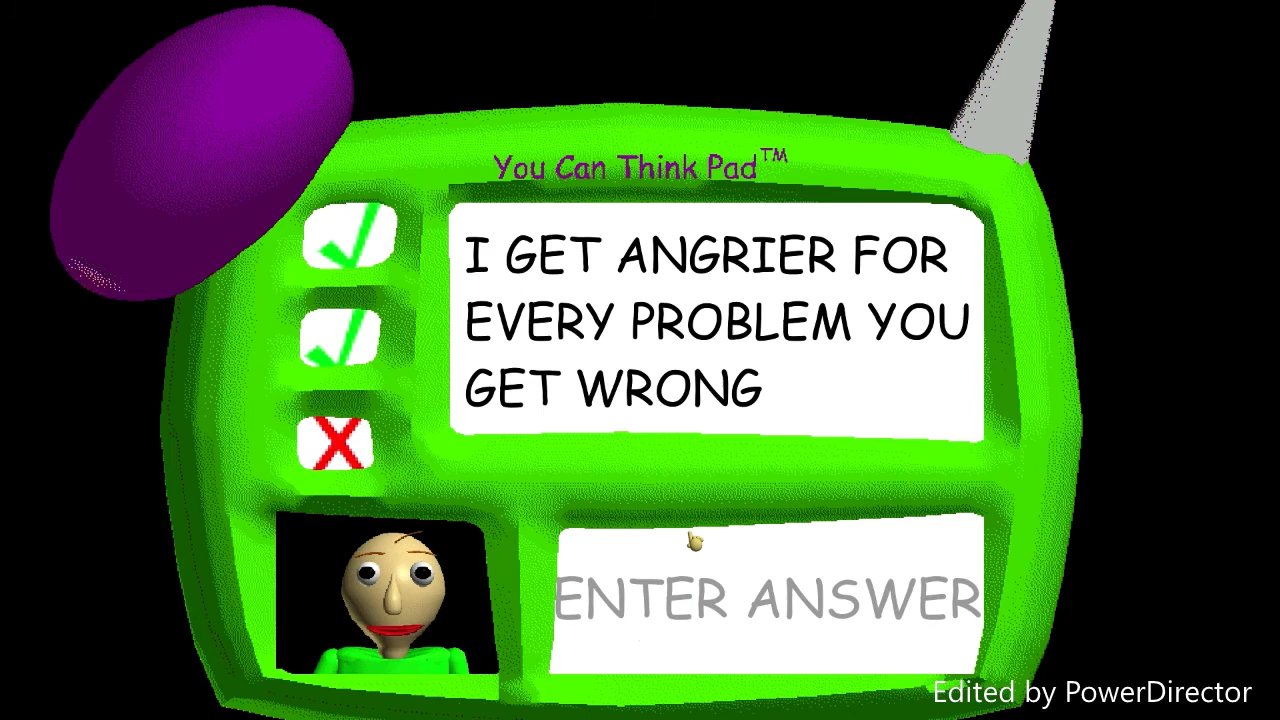 You Can Think Pad™
I GET ANGRIER FOR
EVERY PROBLEM YOU
GET WRONG
ENTER ANSWER
Edited by PowerDirector